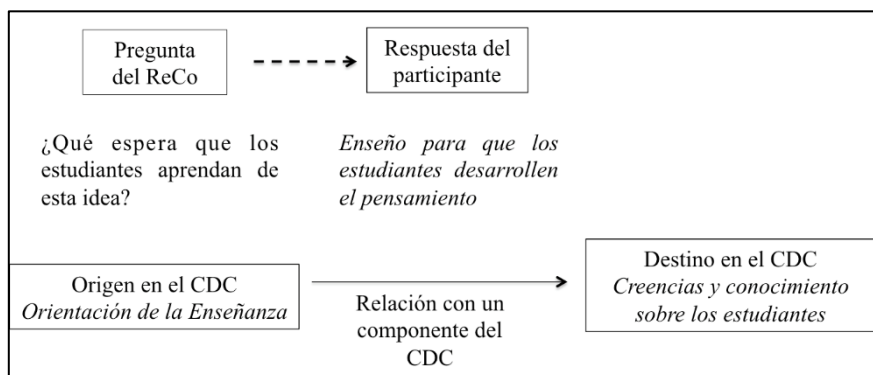 Pregunta
del ReCo
Respuesta del
participante
¿Qué espera que los
estudiantes aprendan de
esta idea?
Enseño para que los
estudiantes desarrollen
el pensamiento
Origen en el CDC
Orientación de la Enseñanza
Relación con un
componente del
CDC
Destino en el CDC
Creencias y conocimiento
sobre los estudiantes